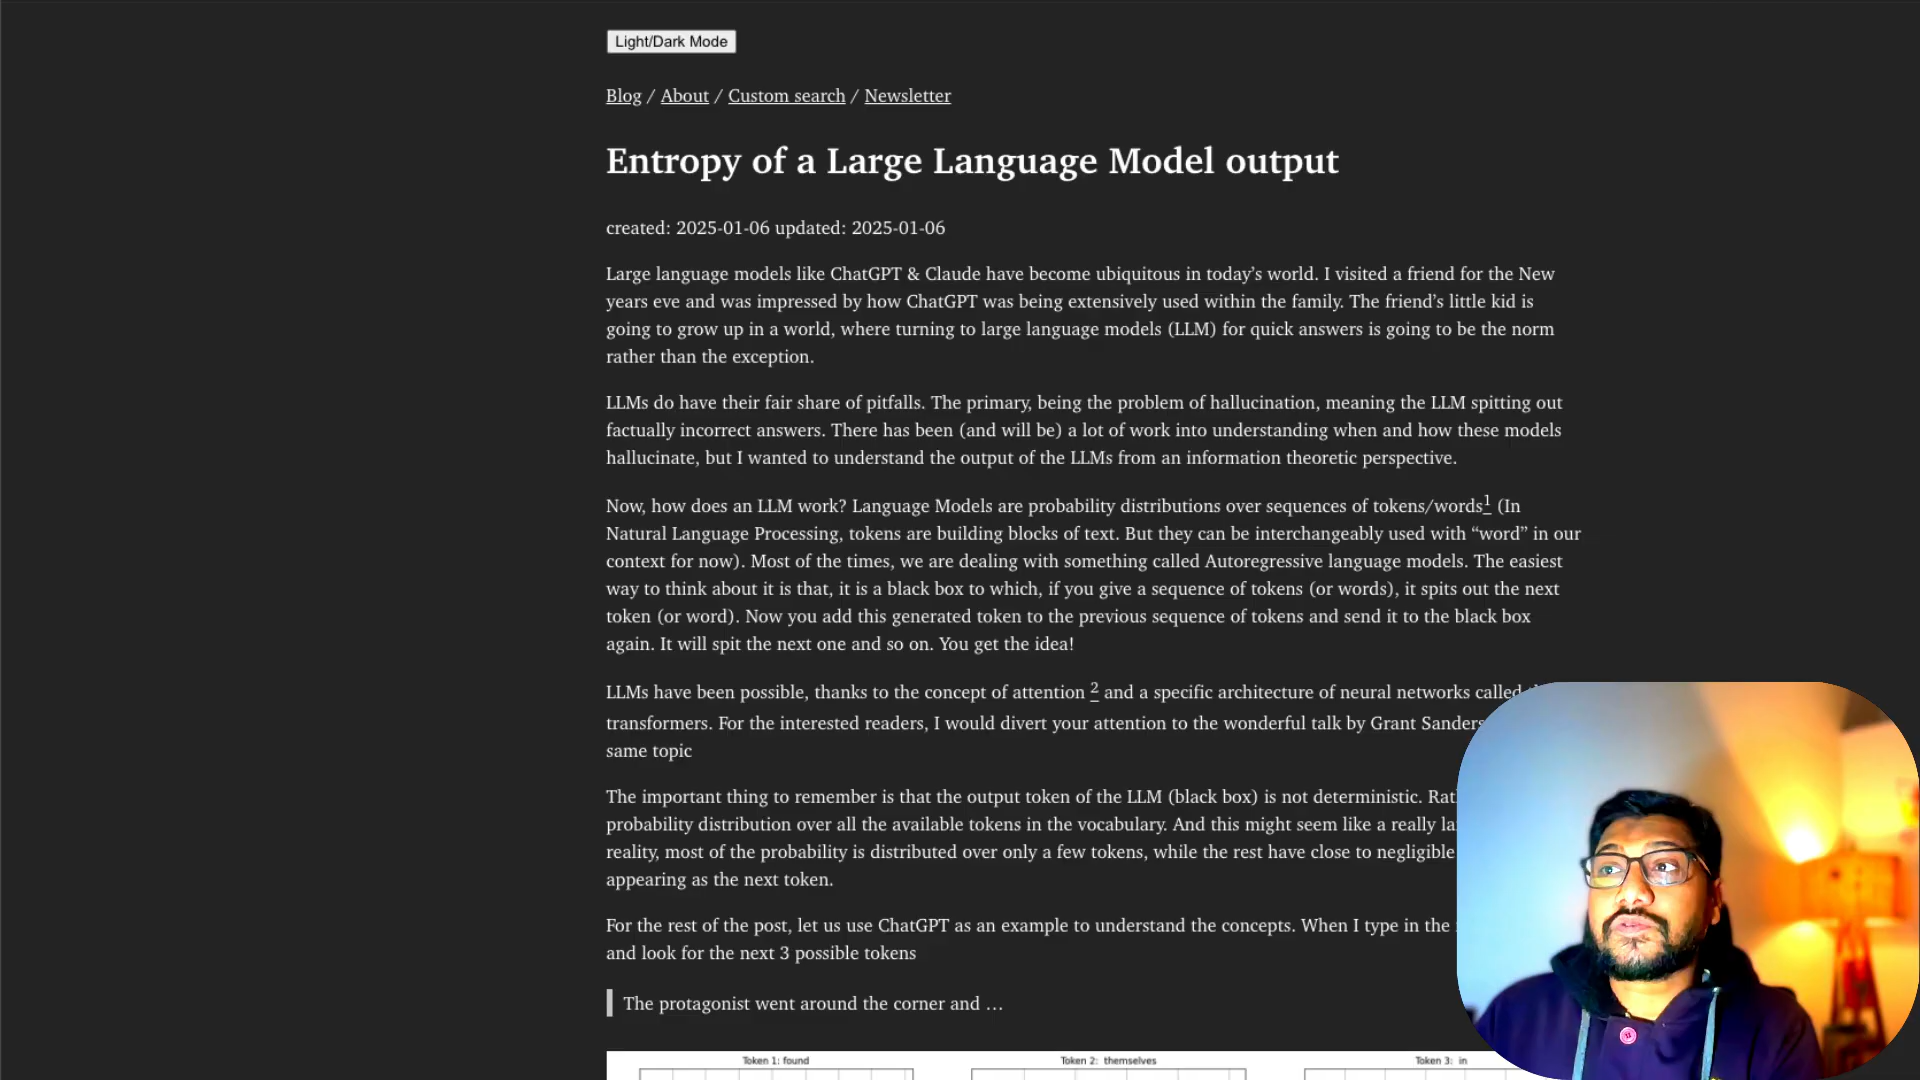 Light/Dark Mode
Blog / About / Custom search / Newsletter
Entropy of a Large Language Model output
created: 2025-01-06 updated: 2025-01-06
Large language models like ChatGPT & Claude have become ubiquitous in today’s world. I visited a friend for the New
years eve and was impressed by how ChatGPT was being extensively used within the family. The friend’s little kid is
going to grow up in a world, where turning to large language models (LLM) for quick answers is going to be the norm
rather than the exception.
LLMs do have their fair share of pitfalls. The primary, being the problem of hallucination, meaning the LLM spitting out
factually incorrect answers. There has been (and will be) a lot of work into understanding when and how these models
hallucinate, but I wanted to understand the output of the LLMs from an information theoretic perspective.
Now, how does an LLM work? Language Models are probability distributions over sequences of tokens/words1 (In
Natural Language Processing, tokens are building blocks of text. But they can be interchangeably used with “word” in our
context for now). Most of the times, we are dealing with something called Autoregressive language models. The easiest
way to think about it is that, it is a black box to which, if you give a sequence of tokens (or words), it spits out the next
token (or word). Now you add this generated token to the previous sequence of tokens and send it to the black box
again. It will spit the next one and so on. You get the idea!
LLMs have been possible, thanks to the concept of attention 2 and a specific architecture of neural networks called
transformers. For the interested readers, I would divert your attention to the wonderful talk by Grant
same topic
The important thing to remember is that the output token of the LLM (black box) is not deterministic.
probability distribution over all the available tokens in the vocabulary. And this might seem like a really
reality, most of the probability is distributed over only a few tokens, while the rest have close to negligible
appearing as the next token.
For the rest of the post, let us use ChatGPT as an example to understand the concepts. When I type in the
and look for the next 3 possible tokens
The protagonist went around the corner and …
Token 1: found
Token 2: themselves
Token 3: in